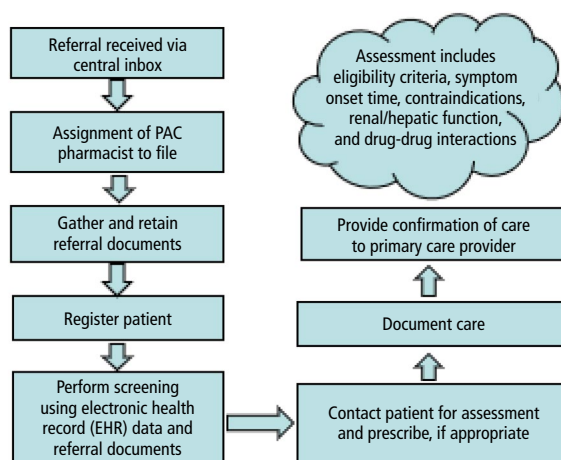 Referral received via
central inbox
Assignment of PAC
pharmacist to file
Gather and retain
referral documents
Register patient
Perform screening
using electronic health
record (EHR) data and
referral documents
Contact patient for assessment
and prescribe, if appropriate
Document care
Provide confirmation of care
to primary care provider
Assessment includes
eligibility criteria, symptom
onset time, contraindications,
renal/hepatic function,
and drug-drug interactions